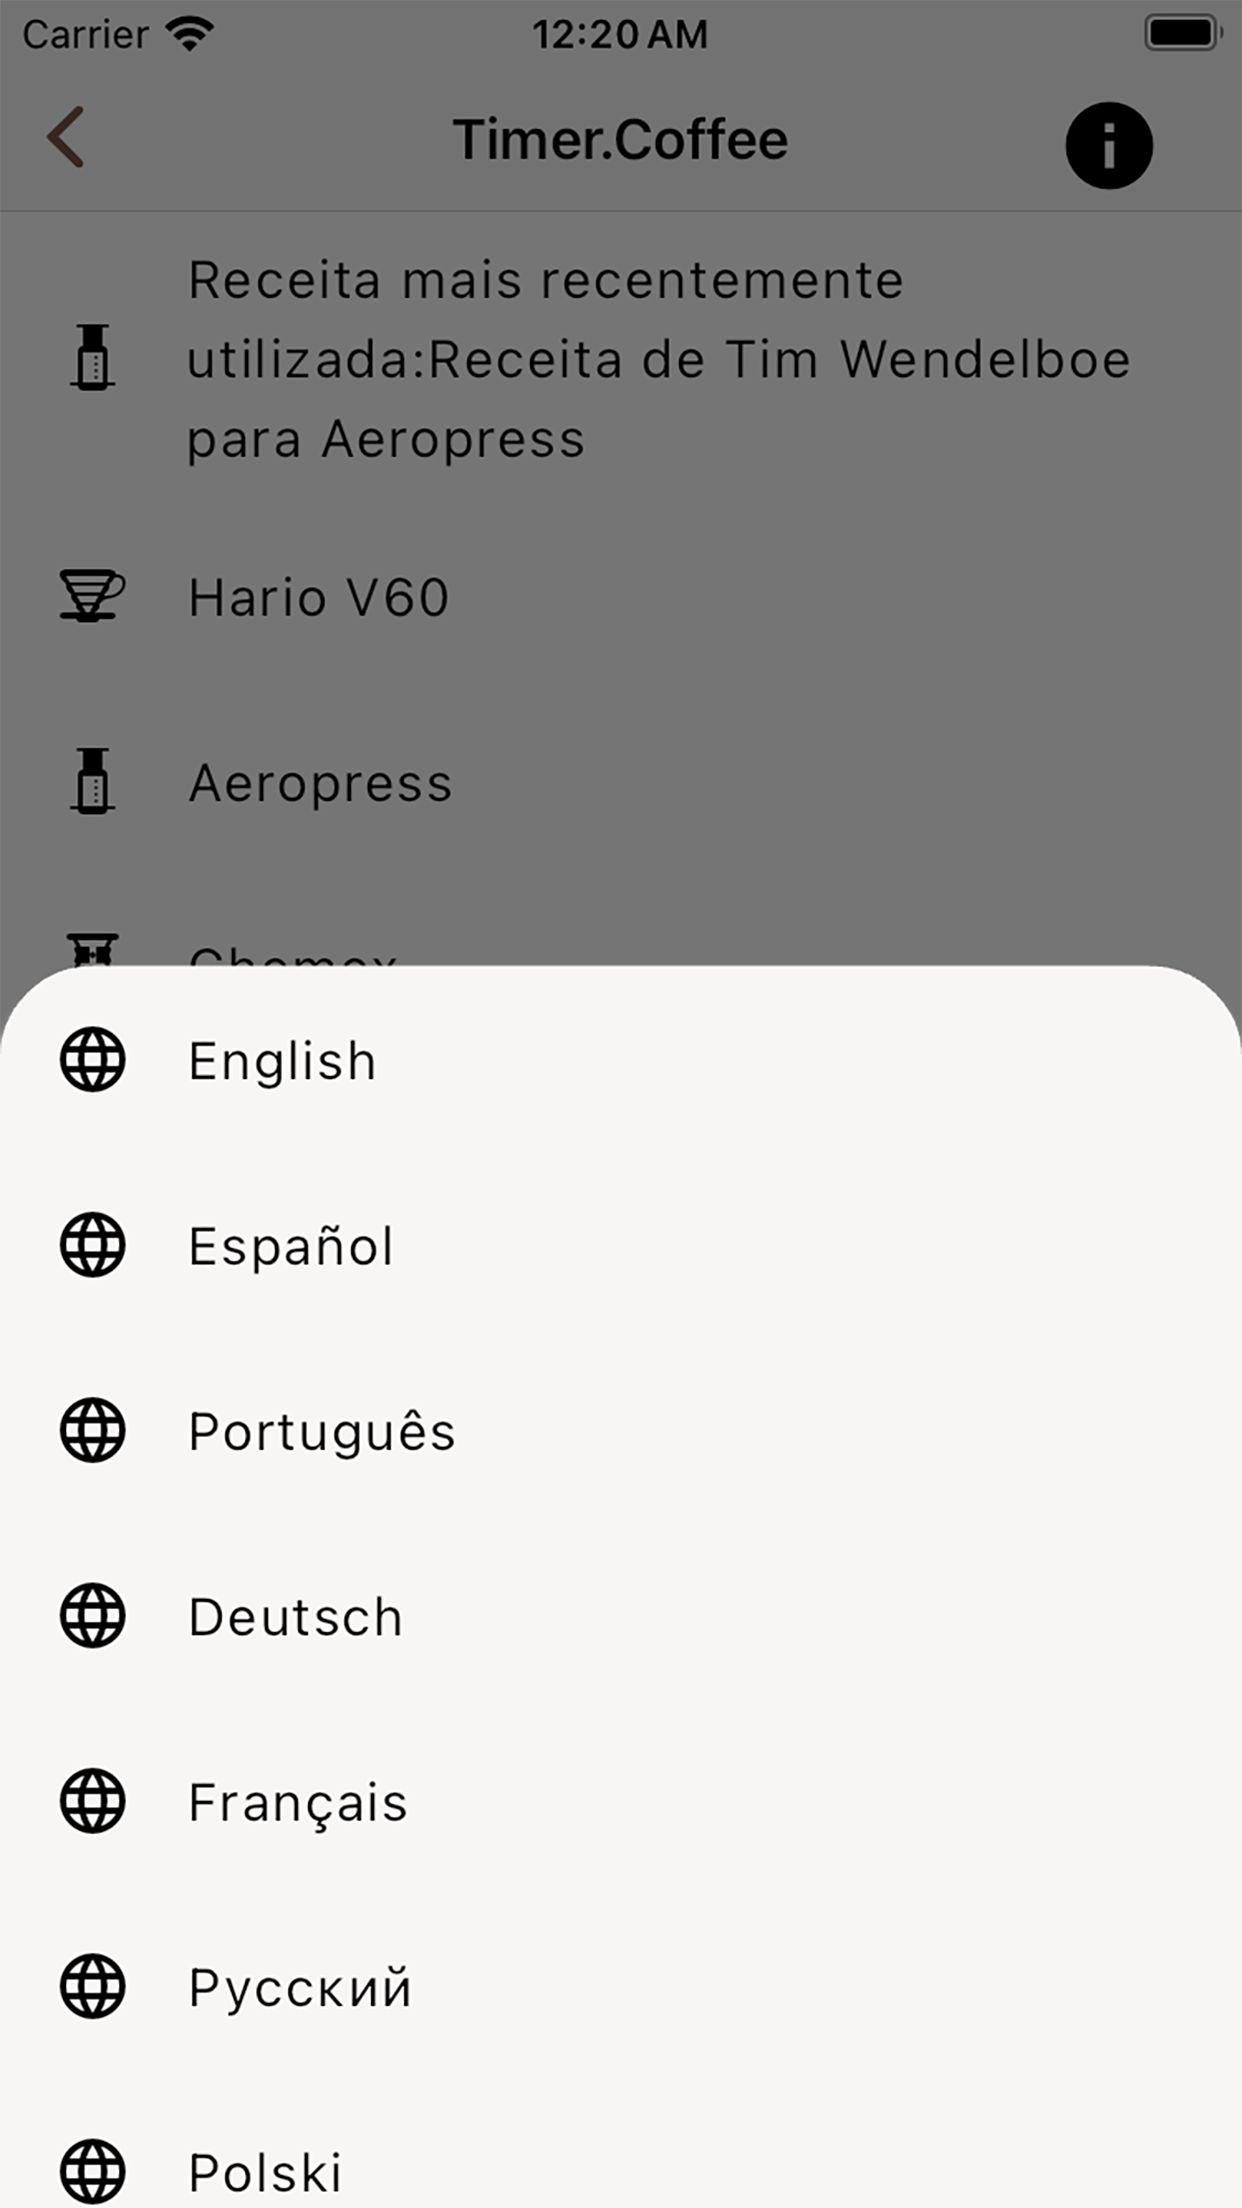 Carrier
12:20 AM
Timer.Coffee
Receita mais recentemente
utilizada:Receita de Tim Wendelboe
para Aeropress
Hario V60
Aeropress
Chemex
English
Español
Português
Deutsch
Français
Русский
Polski